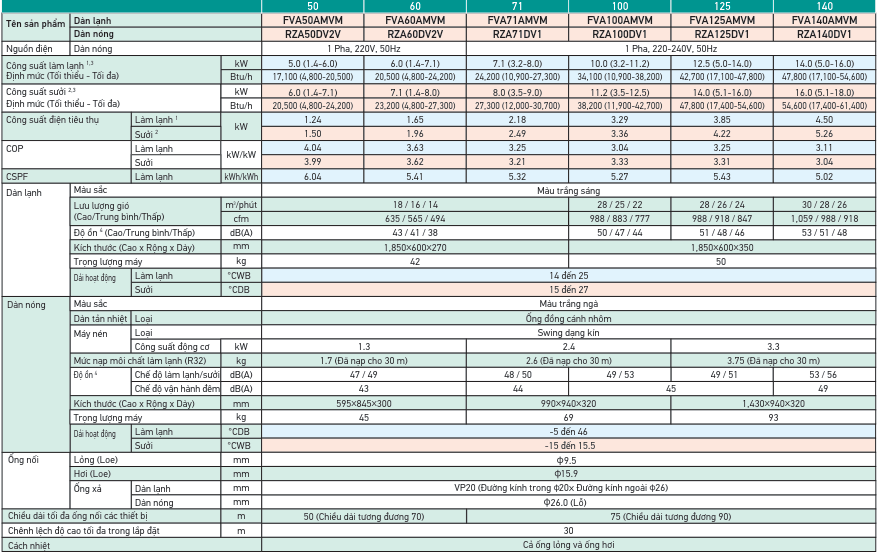 50 60 71 100 125 140
Tên sản phẩm Dàn lạnh FVA50AMVM FVA60AMVM FVA71AMVM FVA100AMVM FVA125AMVM FVA140AMVM
Dàn nóng RZA50DV2V RZA60DV2V RZA71DV1 RZA100DV1 RZA125DV1 RZA140DV1
Nguồn điện Dàn nóng 1 Pha, 220V, 50Hz 1 Pha, 220-240V, 50Hz
Công suất làm lạnh 1,3 kW 5.0 (1.4-6.0) 6.0 (1.4-7.1) 7.1 (3.2-8.0) 10.0 (3.2-11.2) 12.5 (5.0-14.0) 14.0 (5.0-16.0)
Định mức (Tối thiểu - Tối đa) Btu/h 17,100 (4,800-20,500) 20,500 (4,800-24,200) 24,200 (10,900-27,300) 34,100 (10,900-38,200) 42,700 (17,100-47,800) 47,800 (17,100-54,600)
Công suất sưởi 2,3 kW 6.0 (1.4-7.1) 7.1 (1.4-8.0) 8.0 (3.5-9.0) 11.2 (3.5-12.5) 14.0 (5.1-16.0) 16.0 (5.1-18.0)
Định mức (Tối thiểu - Tối đa) Btu/h 20,500 (4,800-24,200) 23,200 (4,800-27,300) 27,300 (12,000-30,700) 38,200 (11,900-42,700) 47,800 (17,400-54,600) 54,600 (17,400-61,400)
Công suất điện tiêu thụ Làm lạnh 1 kW 1.24 1.65 2.18 3.29 3.85 4.50
Sưởi 2 1.50 1.96 2.49 3.36 4.22 5.26
COP Làm lạnh kW/kW 4.04 3.63 3.25 3.04 3.25 3.11
Sưởi 3.99 3.62 3.21 3.33 3.31 3.04
CSPF Làm lạnh kWh/kWh 6.04 5.41 5.32 5.27 5.43 5.02
Dàn lạnh Màu sắc Màu trắng sáng
Lưu lượng gió m³/phút 18 / 16 / 14 28 / 25 / 22 28 / 26 / 24 30 / 28 / 26
(Cao/Trung bình/Thấp) cfm 635 / 565 / 494 988 / 883 / 777 988 / 918 / 847 1,059 / 988 / 918
Độ ồn 4 (Cao/Trung bình/Thấp) dB(A) 43 / 41 / 38 50 / 47 / 44 51 / 48 / 46 53 / 51 / 48
Kích thước (Cao x Rộng x Dày) mm 1,850×600×270 1,850×600×350
Trọng lượng máy kg 42 50
Dải hoạt động Làm lạnh °CWB 14 đến 25
Sưởi °CDB 15 đến 27
Dàn nóng Màu sắc Màu trắng ngà
Dàn tản nhiệt Loại Ống đồng cánh nhôm
Máy nén Loại Swing dạng kín
Công suất động cơ kW 1.3 2.4 3.3
Mức nạp môi chất làm lạnh (R32) kg 1.7 (Đã nạp cho 30 m) 2.6 (Đã nạp cho 30 m) 3.75 (Đã nạp cho 30 m)
Độ ồn 4 Chế độ làm lạnh/sưởi dB(A) 47 / 49 48 / 50 49 / 53 49 / 51 53 / 56
Chế độ vận hành đêm dB(A) 43 44 45 49
Kích thước (Cao x Rộng x Dày) mm 595×845×300 990×940×320 1,430×940×320
Trọng lượng máy kg 45 69 93
Dải hoạt động Làm lạnh °CDB -5 đến 46
Sưởi °CWB -15 đến 15.5
Ống nối Lỏng (Loe) mm Φ9.5
Hơi (Loe) mm Φ15.9
Ống xả Dàn lạnh mm VP20 (Đường kính trong φ20x Đường kính ngoài φ26)
Dàn nóng mm Φ26.0 (Lỗ)
Chiều dài tối đa ống nối các thiết bị m 50 (Chiều dài tương đương 70) 75 (Chiều dài tương đương 90)
Chênh lệch độ cao tối đa trong lắp đặt m 30
Cách nhiệt Cả ống lỏng và ống hơi